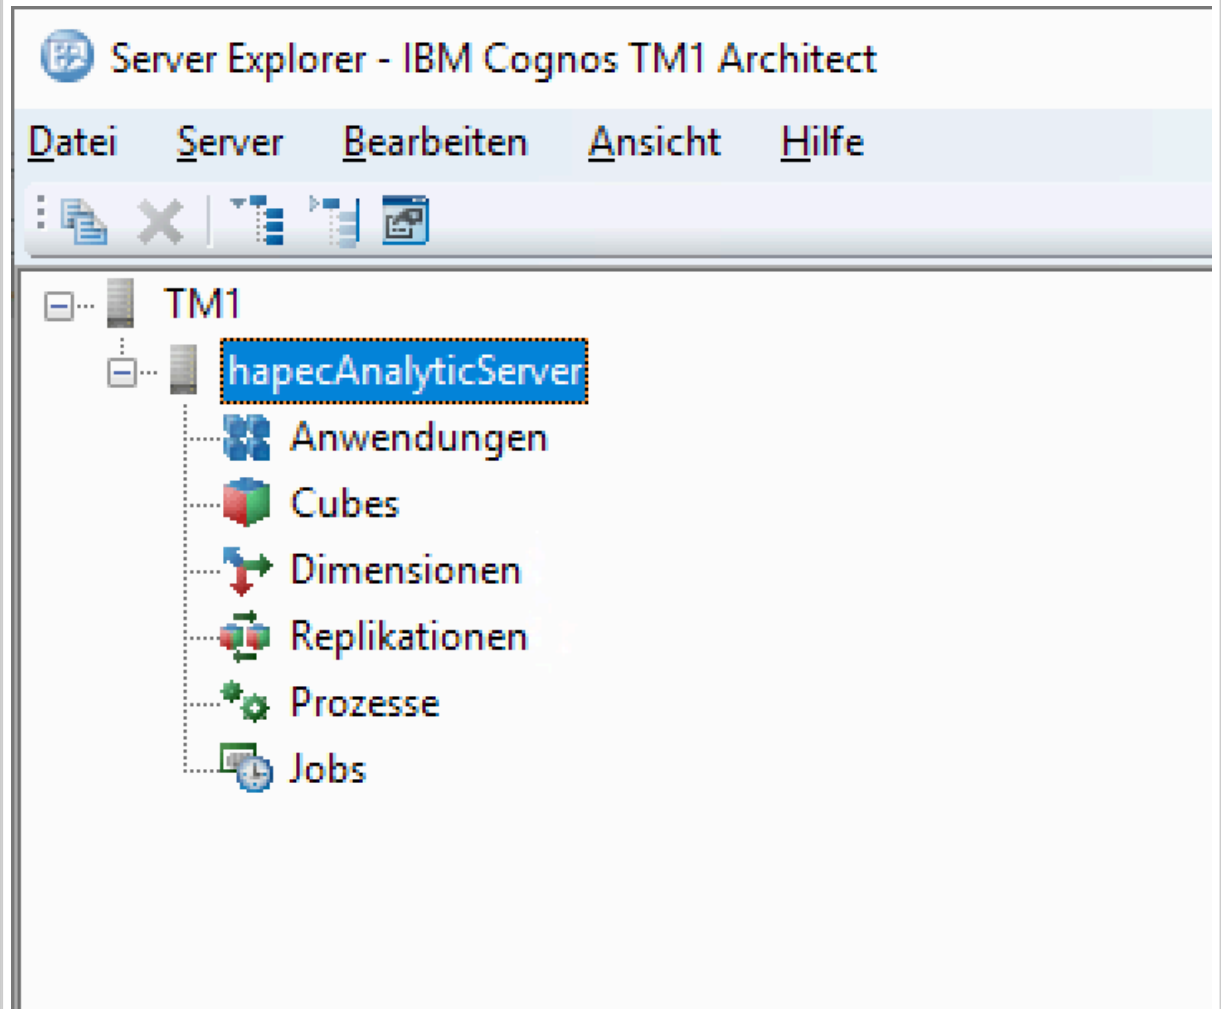 Server Explorer - IBM Cognos TM1 Architect
Datei Server Bearbeiten Ansicht Hilfe
TM1
hapecAnalyticServer
Anwendungen
Cubes
Dimensionen
Replikationen
Prozesse
Jobs